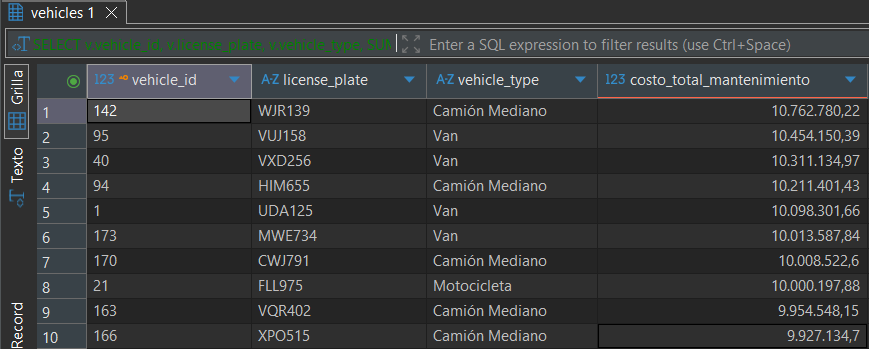 vehicles 1
SELECT v.vehicle_id, v.license_plate, v.vehicle_type, SUM Enter a SQL expression to filter results (use Ctrl+Space)
Grilla
Texto
Record
123 vehicle_id A-Z license_plate A-Z vehicle_type 123 costo_total_mantenimiento
1 142 WJR139 Camión Mediano 10.762.780,22
2 95 VUJ158 Van 10.454.150,39
3 40 VXD256 Van 10.311.134,97
4 94 HIM655 Camión Mediano 10.211.401,43
5 1 UDA125 Van 10.098.301,66
6 173 MWE734 Van 10.013.587,84
7 170 CWJ791 Camión Mediano 10.008.522,6
8 21 FLL975 Motocicleta 10.000.197,88
9 163 VQR402 Camión Mediano 9.954.548,15
10 166 XPO515 Camión Mediano 9.927.134,7